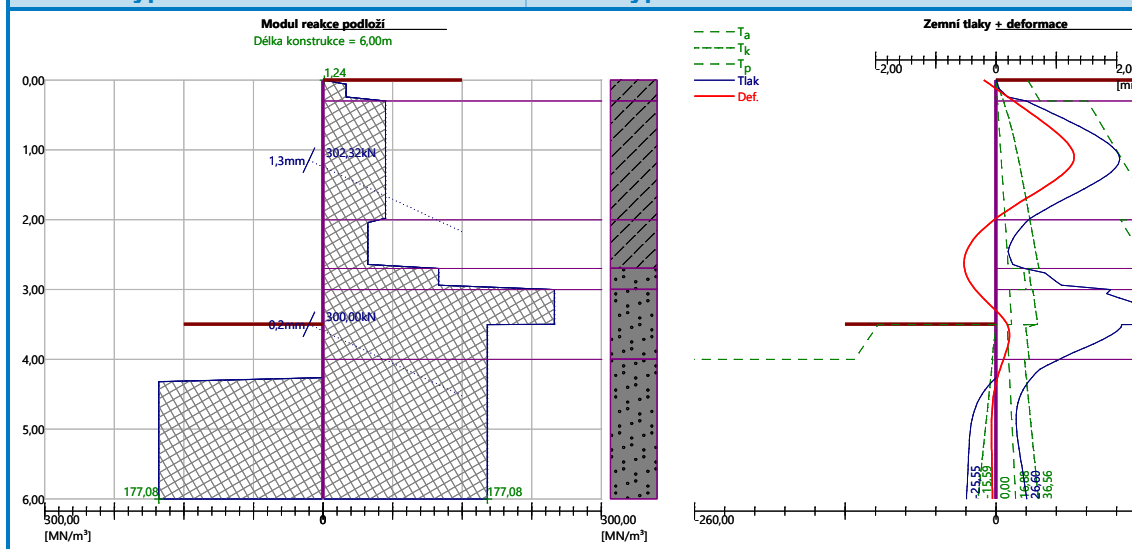 Modul reakce podloží
Délka konstrukce = 6,00m
1,24
0,00
1,00
2,00
3,00
4,00
5,00
6,00
302,32kN
1,3mm
300,00kN
0,2mm
177,08
177,08
300,00
0
300,00
[MN/m³]
[MN/m³]
Zemní tlaky + deformace
Ta
Tk
Tp
Tlak
Def.
-2,00
0
2,0
-25,55
-15,59
0,00
26,60
36,56
-260,00
0